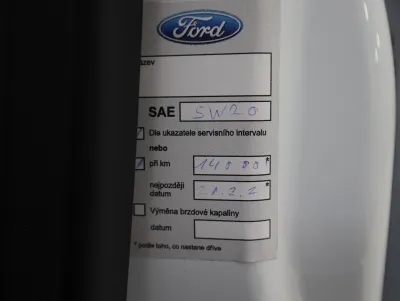 Ford
název
SAE 5W20
Dle ukazatele servisního intervalu
nebo
při km
nejpozději
datum
Výměna brzdové kapaliny
datum
* podle toho, co nastane dříve